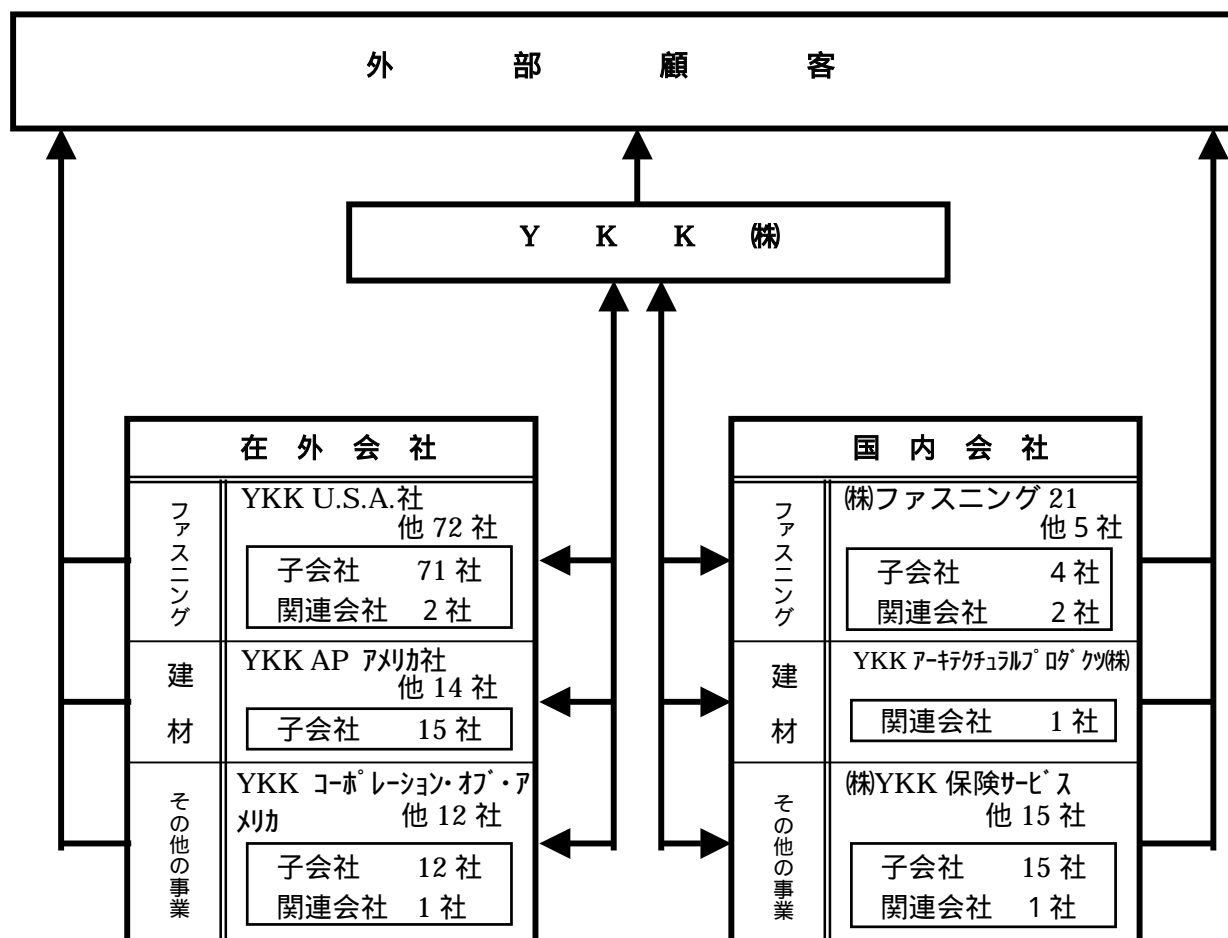 外部顧客
YKK㈱
在外会社
ファスニング
YKK U.S.A.社
他 72 社
子会社 71 社
関連会社 2 社
建材
YKK AP ｱﾒﾘｶ社
他 14 社
子会社 15 社
その他の事業
YKK ｺｰﾎﾟﾚｰｼｮﾝ･ｵﾌﾞ･ｱ
ﾒﾘｶ 他 12 社
子会社 12 社
関連会社 1 社
国内会社
ファスニング
㈱ファスニング 21
他 5 社
子会社 4 社
関連会社 2 社
建材
YKK ｱｰｷﾃｸﾁｭﾗﾙﾌﾟﾛﾀﾞｸﾂ㈱
関連会社 1 社
その他の事業
㈱YKK 保険ｻｰﾋﾞｽ
他 15 社
子会社 15 社
関連会社 1 社